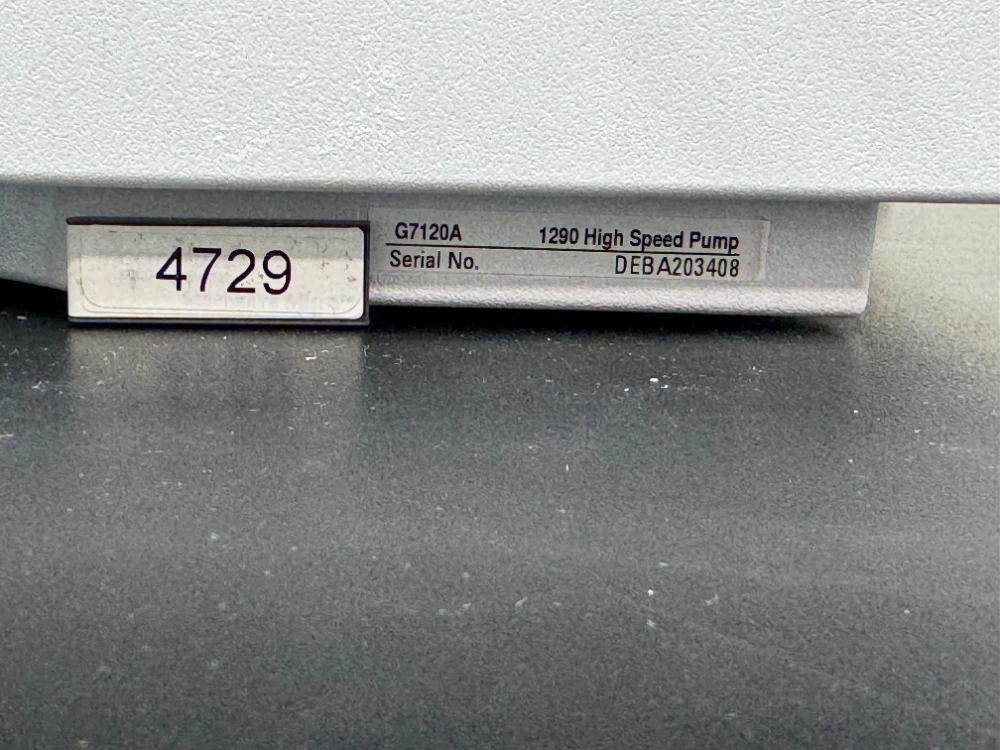 4729
G7120A 1290 High Speed Pump
Serial No. DEBA203408